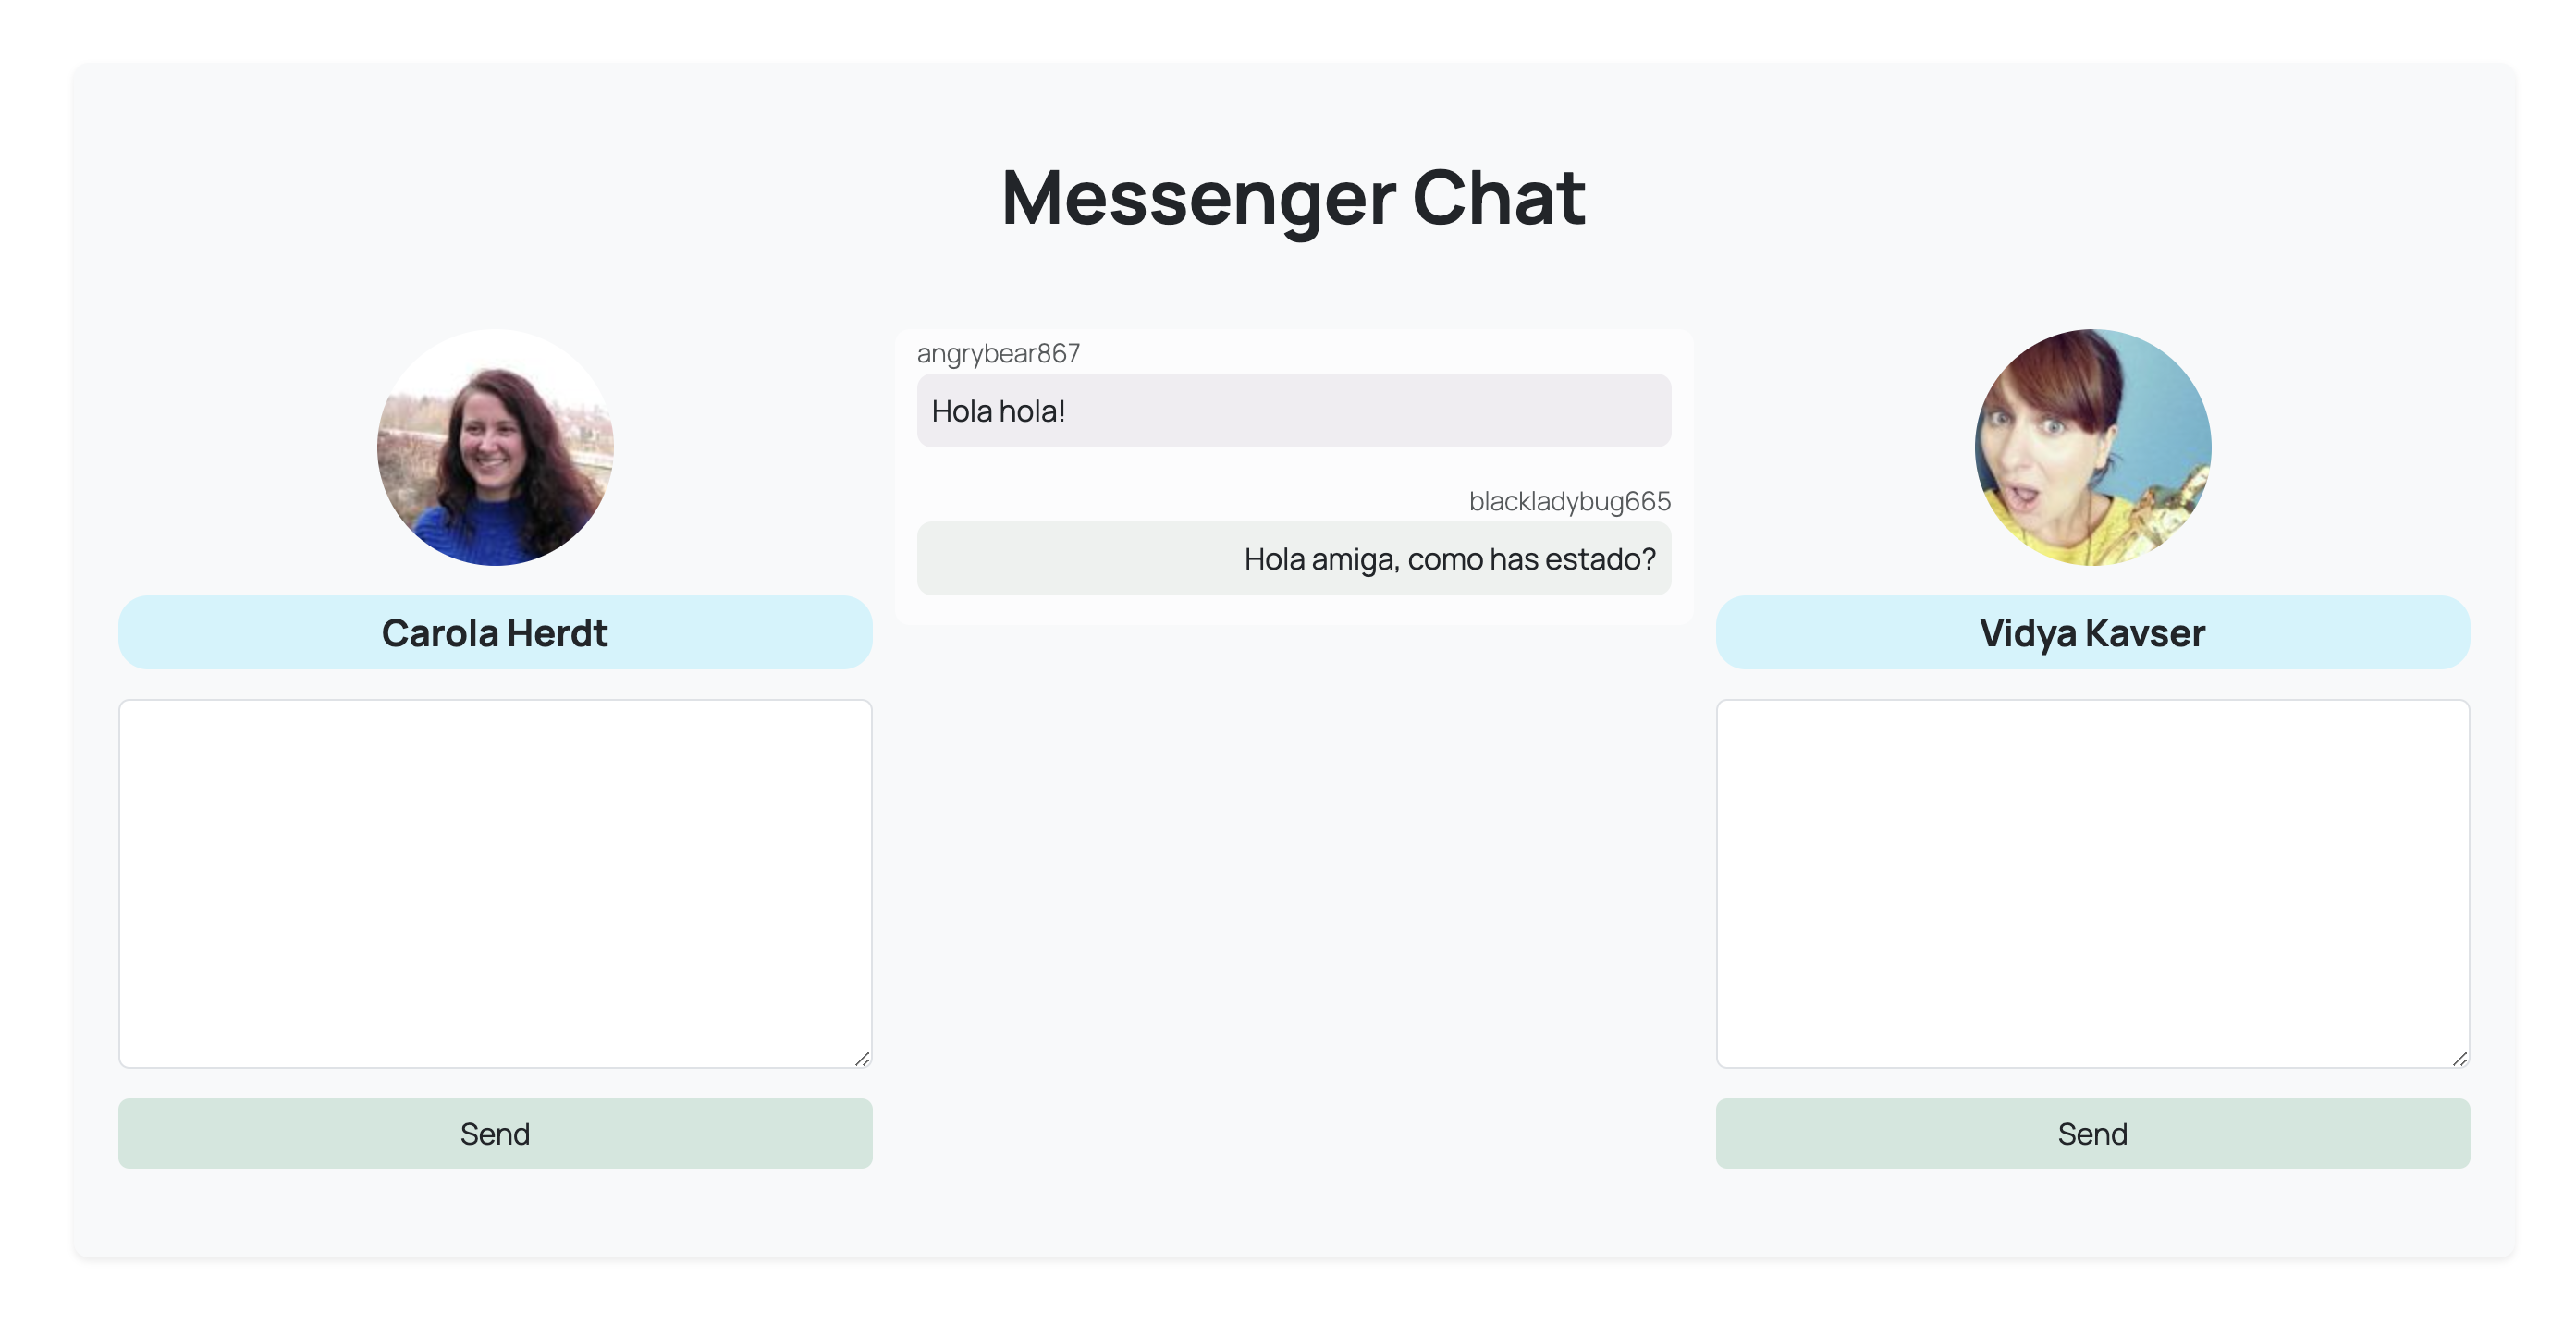 Messenger Chat
angrybear867
Hola hola!
blackladybug665
Hola amiga, como has estado?
Carola Herdt
Vidya Kavser
Send
Send